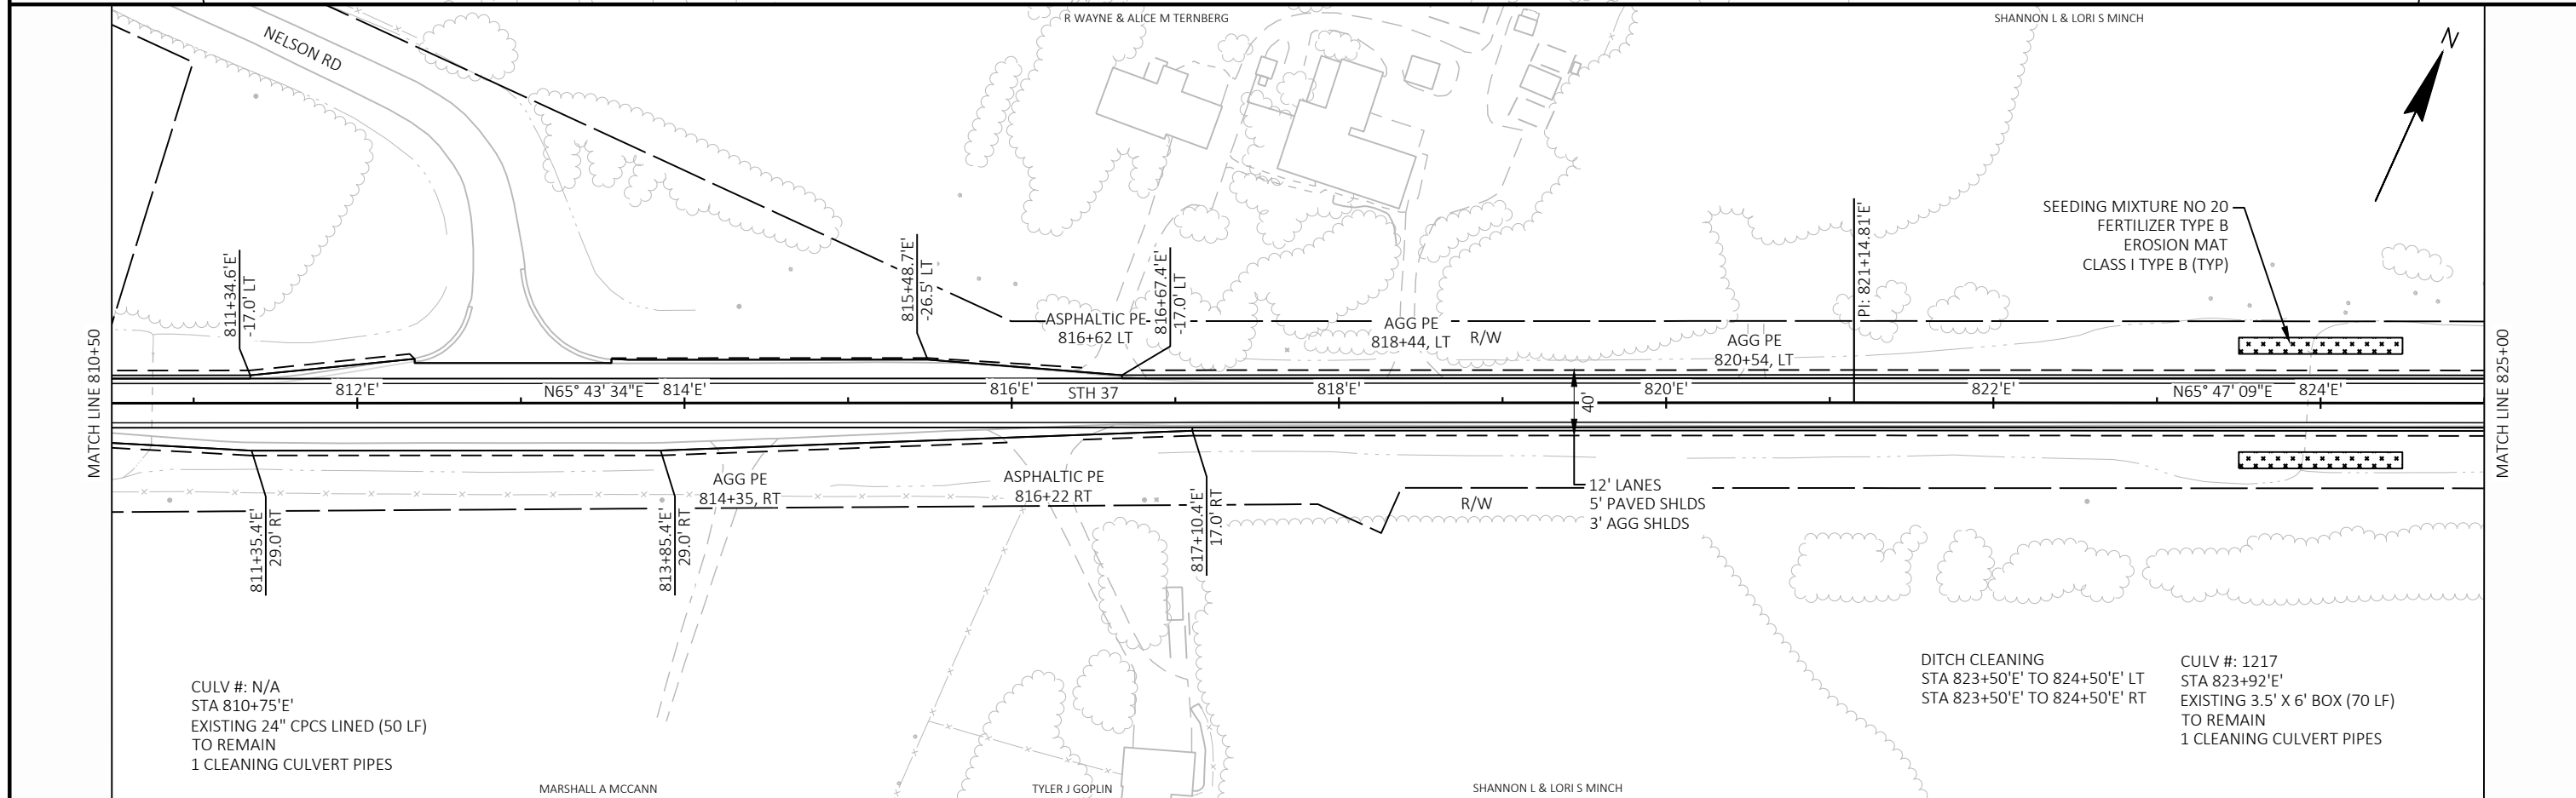 R WAYNE & ALICE M TERNBERG
SHANNON L & LORI S MINCH
NELSON RD
N
SEEDING MIXTURE NO 20
FERTILIZER TYPE B
EROSION MAT
CLASS I TYPE B (TYP)
811+34.6'E'
-17.0' LT
815+48.7'E'
-26.5' LT
816+67.4'E'
-17.0' LT
PI: 821+14.81'E'
ASPHALTIC PE
816+62 LT
AGG PE
818+44, LT
R/W
AGG PE
820+54, LT
MATCH LINE 810+50
MATCH LINE 825+00
812'E'
N65° 43' 34"E
814'E'
816'E'
STH 37
818'E'
40'
820'E'
822'E'
N65° 47' 09"E
824'E'
811+35.4'E'
29.0' RT
813+85.4'E'
29.0' RT
AGG PE
814+35, RT
ASPHALTIC PE
816+22 RT
817+10.4'E'
17.0' RT
R/W
12' LANES
5' PAVED SHLDS
3' AGG SHLDS
CULV #: N/A
STA 810+75'E'
EXISTING 24" CPCS LINED (50 LF)
TO REMAIN
1 CLEANING CULVERT PIPES
DITCH CLEANING
STA 823+50'E' TO 824+50'E' LT
STA 823+50'E' TO 824+50'E' RT
CULV #: 1217
STA 823+92'E'
EXISTING 3.5' X 6' BOX (70 LF)
TO REMAIN
1 CLEANING CULVERT PIPES
MARSHALL A MCCANN
TYLER J GOPLIN
SHANNON L & LORI S MINCH